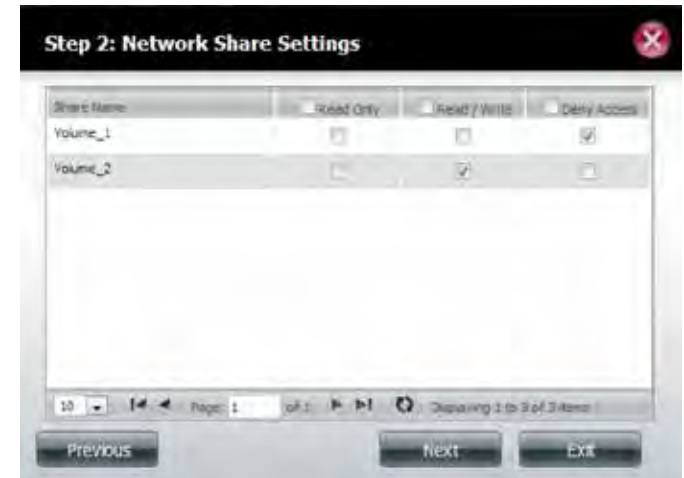 Step 2: Network Share Settings
Share Name Read Only Read / Write Deny Access
Volume_1
Volume_2
10 Page 1 of 1 Displaying 1 to 3 of 3 items
Previous Next Exit